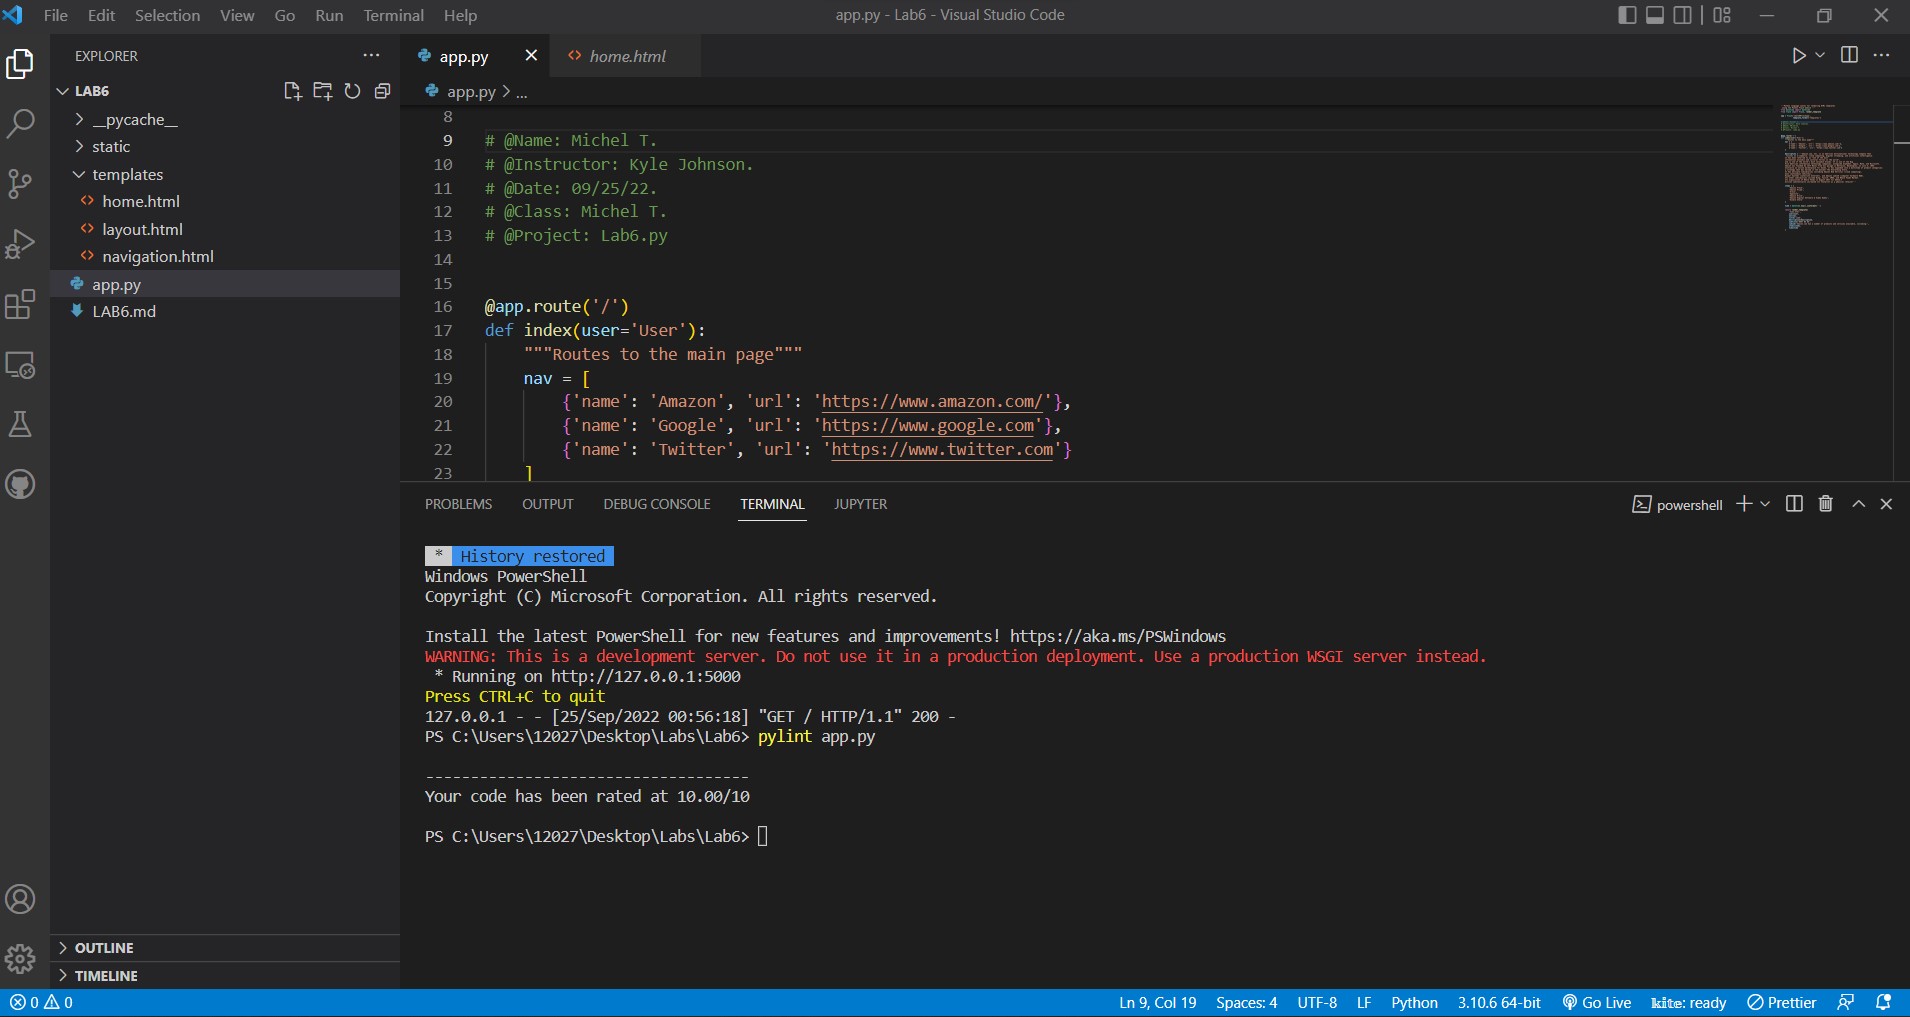 File Edit Selection View Go Run Terminal Help
app.py - Lab6 - Visual Studio Code
EXPLORER
LAB6
__pycache__
static
templates
home.html
layout.html
navigation.html
app.py
LAB6.md
OUTLINE
TIMELINE
app.py
home.html
app.py > ...
8
9 # @Name: Michel T.
10 # @Instructor: Kyle Johnson.
11 # @Date: 09/25/22.
12 # @Class: Michel T.
13 # @Project: Lab6.py
14
15
16 @app.route('/')
17 def index(user='User'):
18 """Routes to the main page"""
19 nav = [
20 {'name': 'Amazon', 'url': 'https://www.amazon.com/'},
21 {'name': 'Google', 'url': 'https://www.google.com'},
22 {'name': 'Twitter', 'url': 'https://www.twitter.com'}
23 ]
PROBLEMS OUTPUT DEBUG CONSOLE TERMINAL JUPYTER
powershell
* History restored
Windows PowerShell
Copyright (C) Microsoft Corporation. All rights reserved.
Install the latest PowerShell for new features and improvements! https://aka.ms/PSWindows
WARNING: This is a development server. Do not use it in a production deployment. Use a production WSGI server instead.
* Running on http://127.0.0.1:5000
Press CTRL+C to quit
127.0.0.1 - - [25/Sep/2022 00:56:18] "GET / HTTP/1.1" 200 -
PS C:\Users\12027\Desktop\Labs\Lab6> pylint app.py
------------------------------------
Your code has been rated at 10.00/10
PS C:\Users\12027\Desktop\Labs\Lab6>
0 0
Ln 9, Col 19 Spaces: 4 UTF-8 LF Python 3.10.6 64-bit Go Live kite: ready Prettier